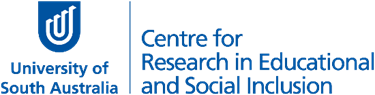 University of
South Australia
Centre for
Research in Educational
and Social Inclusion